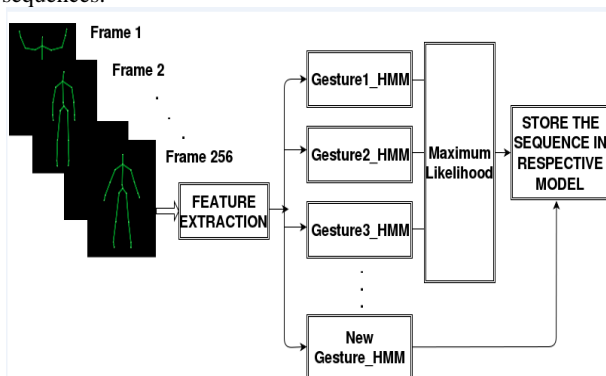 sequences.
Frame 1
Frame 2
Frame 256
FEATURE
EXTRACTION
Gesture1_HMM
Gesture2_HMM
Gesture3_HMM
New
Gesture_HMM
Maximum
Likelihood
STORE THE
SEQUENCE IN
RESPECTIVE
MODEL